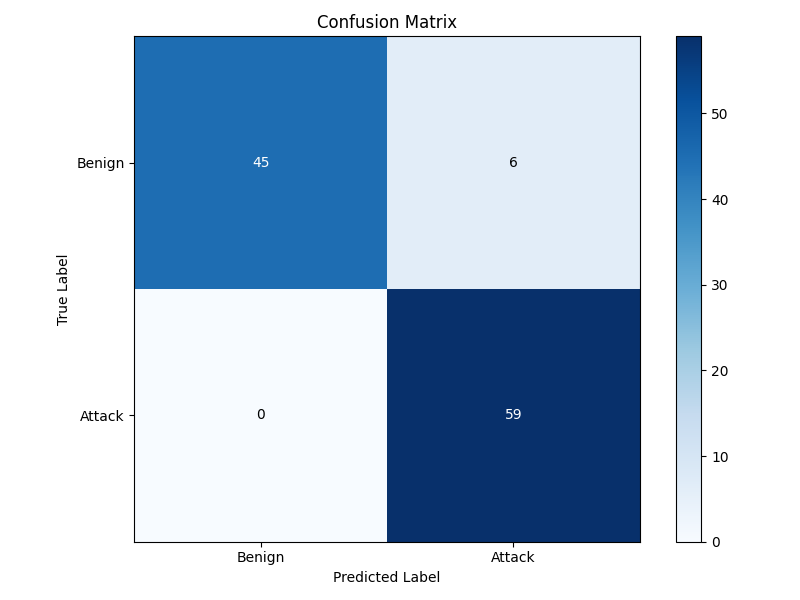 Confusion Matrix
True Label
Benign
45
6
Attack
0
59
Benign
Attack
Predicted Label
50
40
30
20
10
0